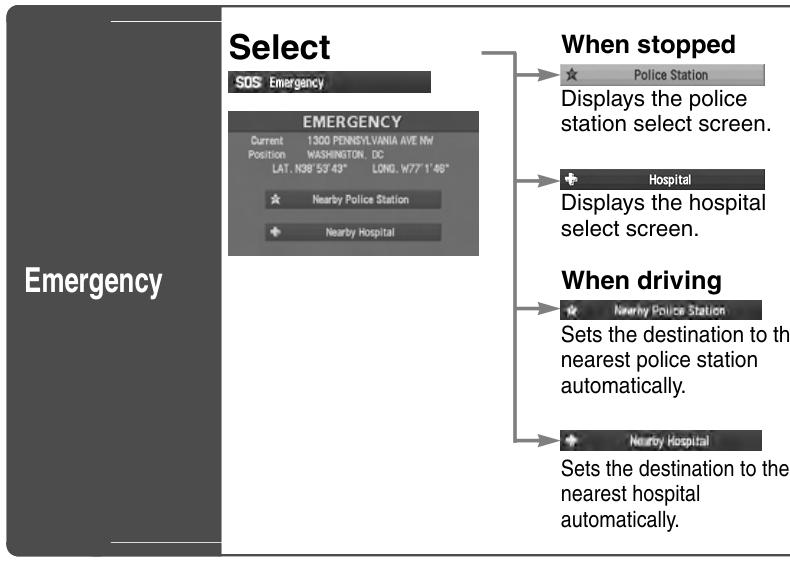 Emergency
Select
SOS Emergency
EMERGENCY
Current 1300 PENNSYLVANIA AVE NW
Position WASHINGTON, DC
LAT. N38°53'43" LONG. W77°1'46"
Nearby Police Station
Nearby Hospital
When stopped
Police Station
Displays the police
station select screen.
Hospital
Displays the hospital
select screen.
When driving
Nearby Police Station
Sets the destination to th
nearest police station
automatically.
Nearby Hospital
Sets the destination to the
nearest hospital
automatically.